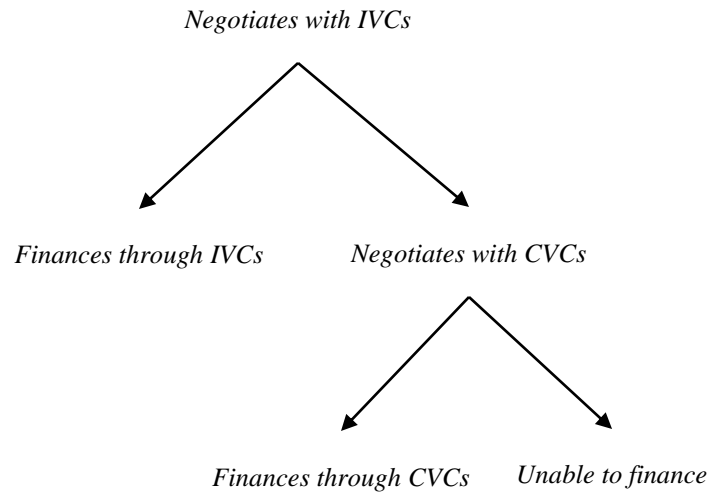 Negotiates with IVCs
Finances through IVCs
Negotiates with CVCs
Finances through CVCs
Unable to finance